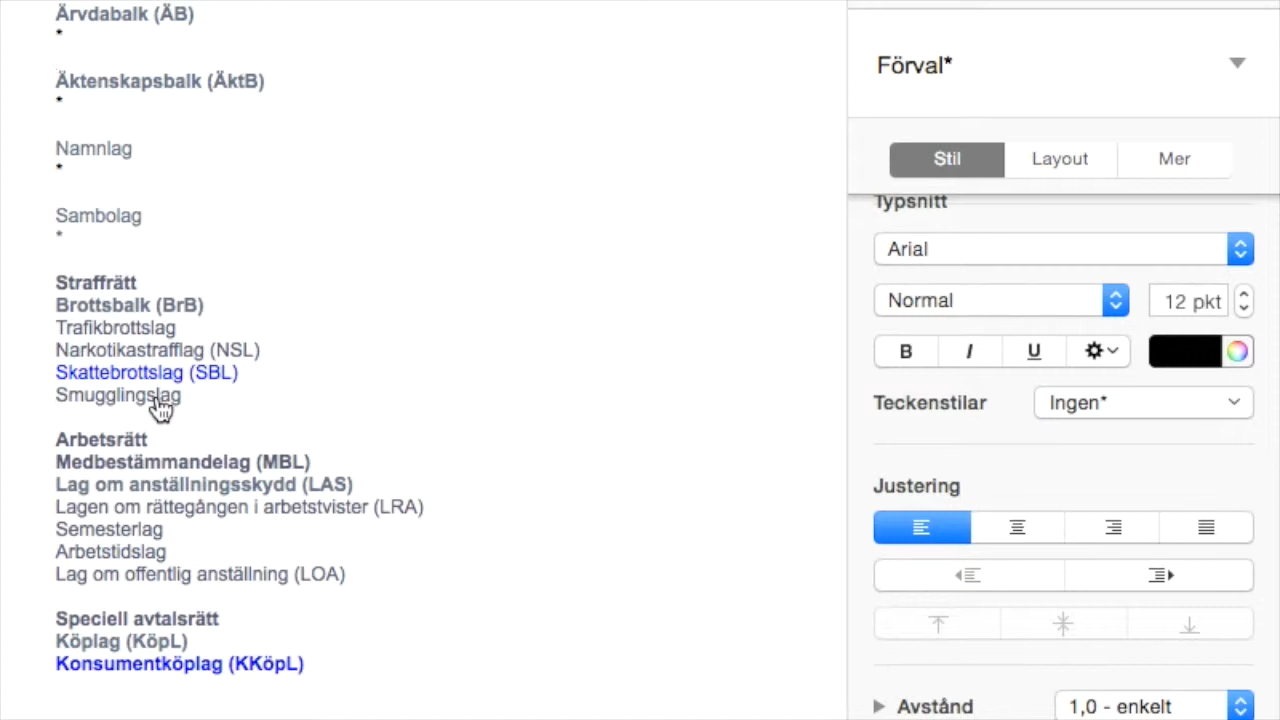 Ärvdabalk (ÄB)
*
Äktenskapsbalk (ÄktB)
*
Namnlag
*
Sambolag
*
Straffrätt
Brottsbalk (BrB)
Trafikbrottslag
Narkotikastrafflag (NSL)
Skattebrottslag (SBL)
Smugglingslag
Arbetsrätt
Medbestämmandelag (MBL)
Lag om anställningsskydd (LAS)
Lagen om rättegången i arbetstvister (LRA)
Semesterlag
Arbetstidslag
Lag om offentlig anställning (LOA)
Speciell avtalsrätt
Köplag (KöpL)
Konsumentköplag (KKöpL)
Förval*
Stil Layout Mer
Typsnitt
Arial
Normal 12 pkt
B I U
Teckenstilar Ingen*
Justering
Avstånd 1,0 - enkelt